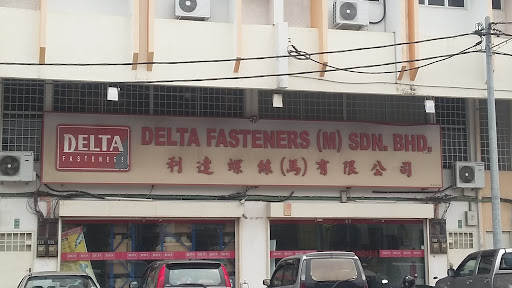 DELTA
FASTENERS
DELTA FASTENERS (M) SDN. BHD.
利達螺絲(馬)有限公司